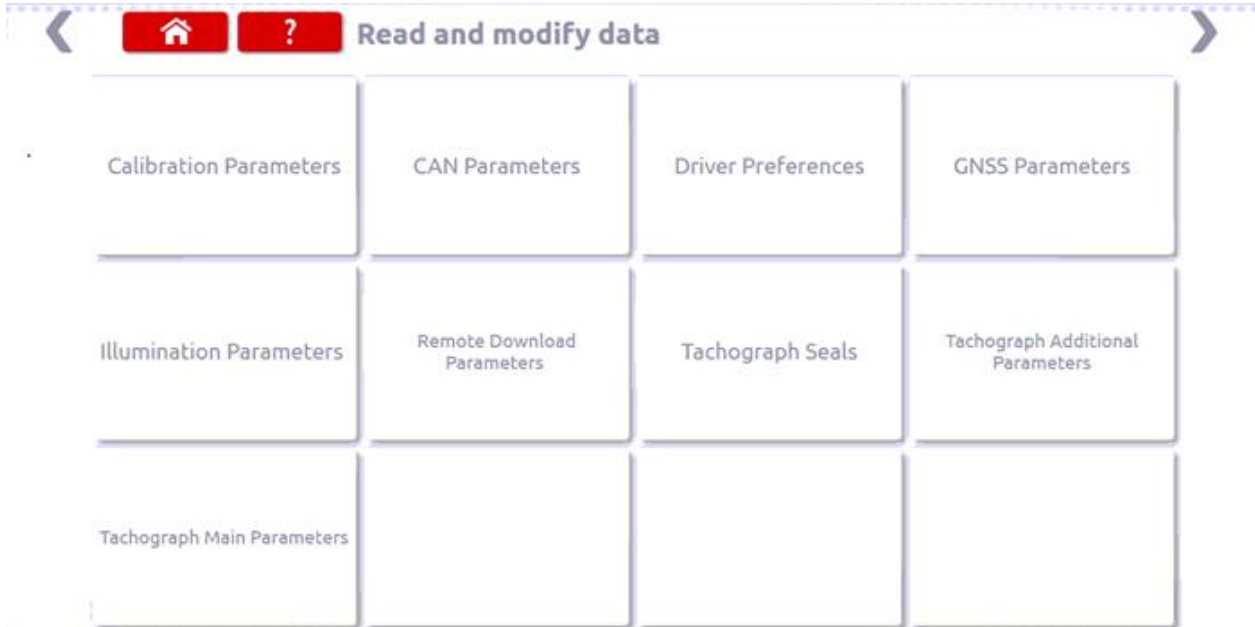 ? Read and modify data
Calibration Parameters
CAN Parameters
Driver Preferences
GNSS Parameters
Illumination Parameters
Remote Download
Parameters
Tachograph Seals
Tachograph Additional
Parameters
Tachograph Main Parameters